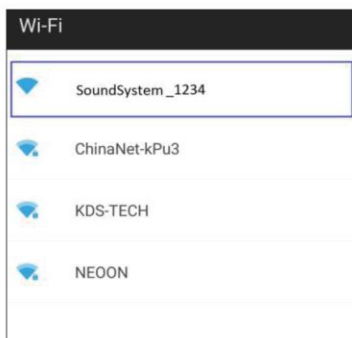 Wi-Fi
SoundSystem _1234
ChinaNet-kPu3
KDS-TECH
NEOON